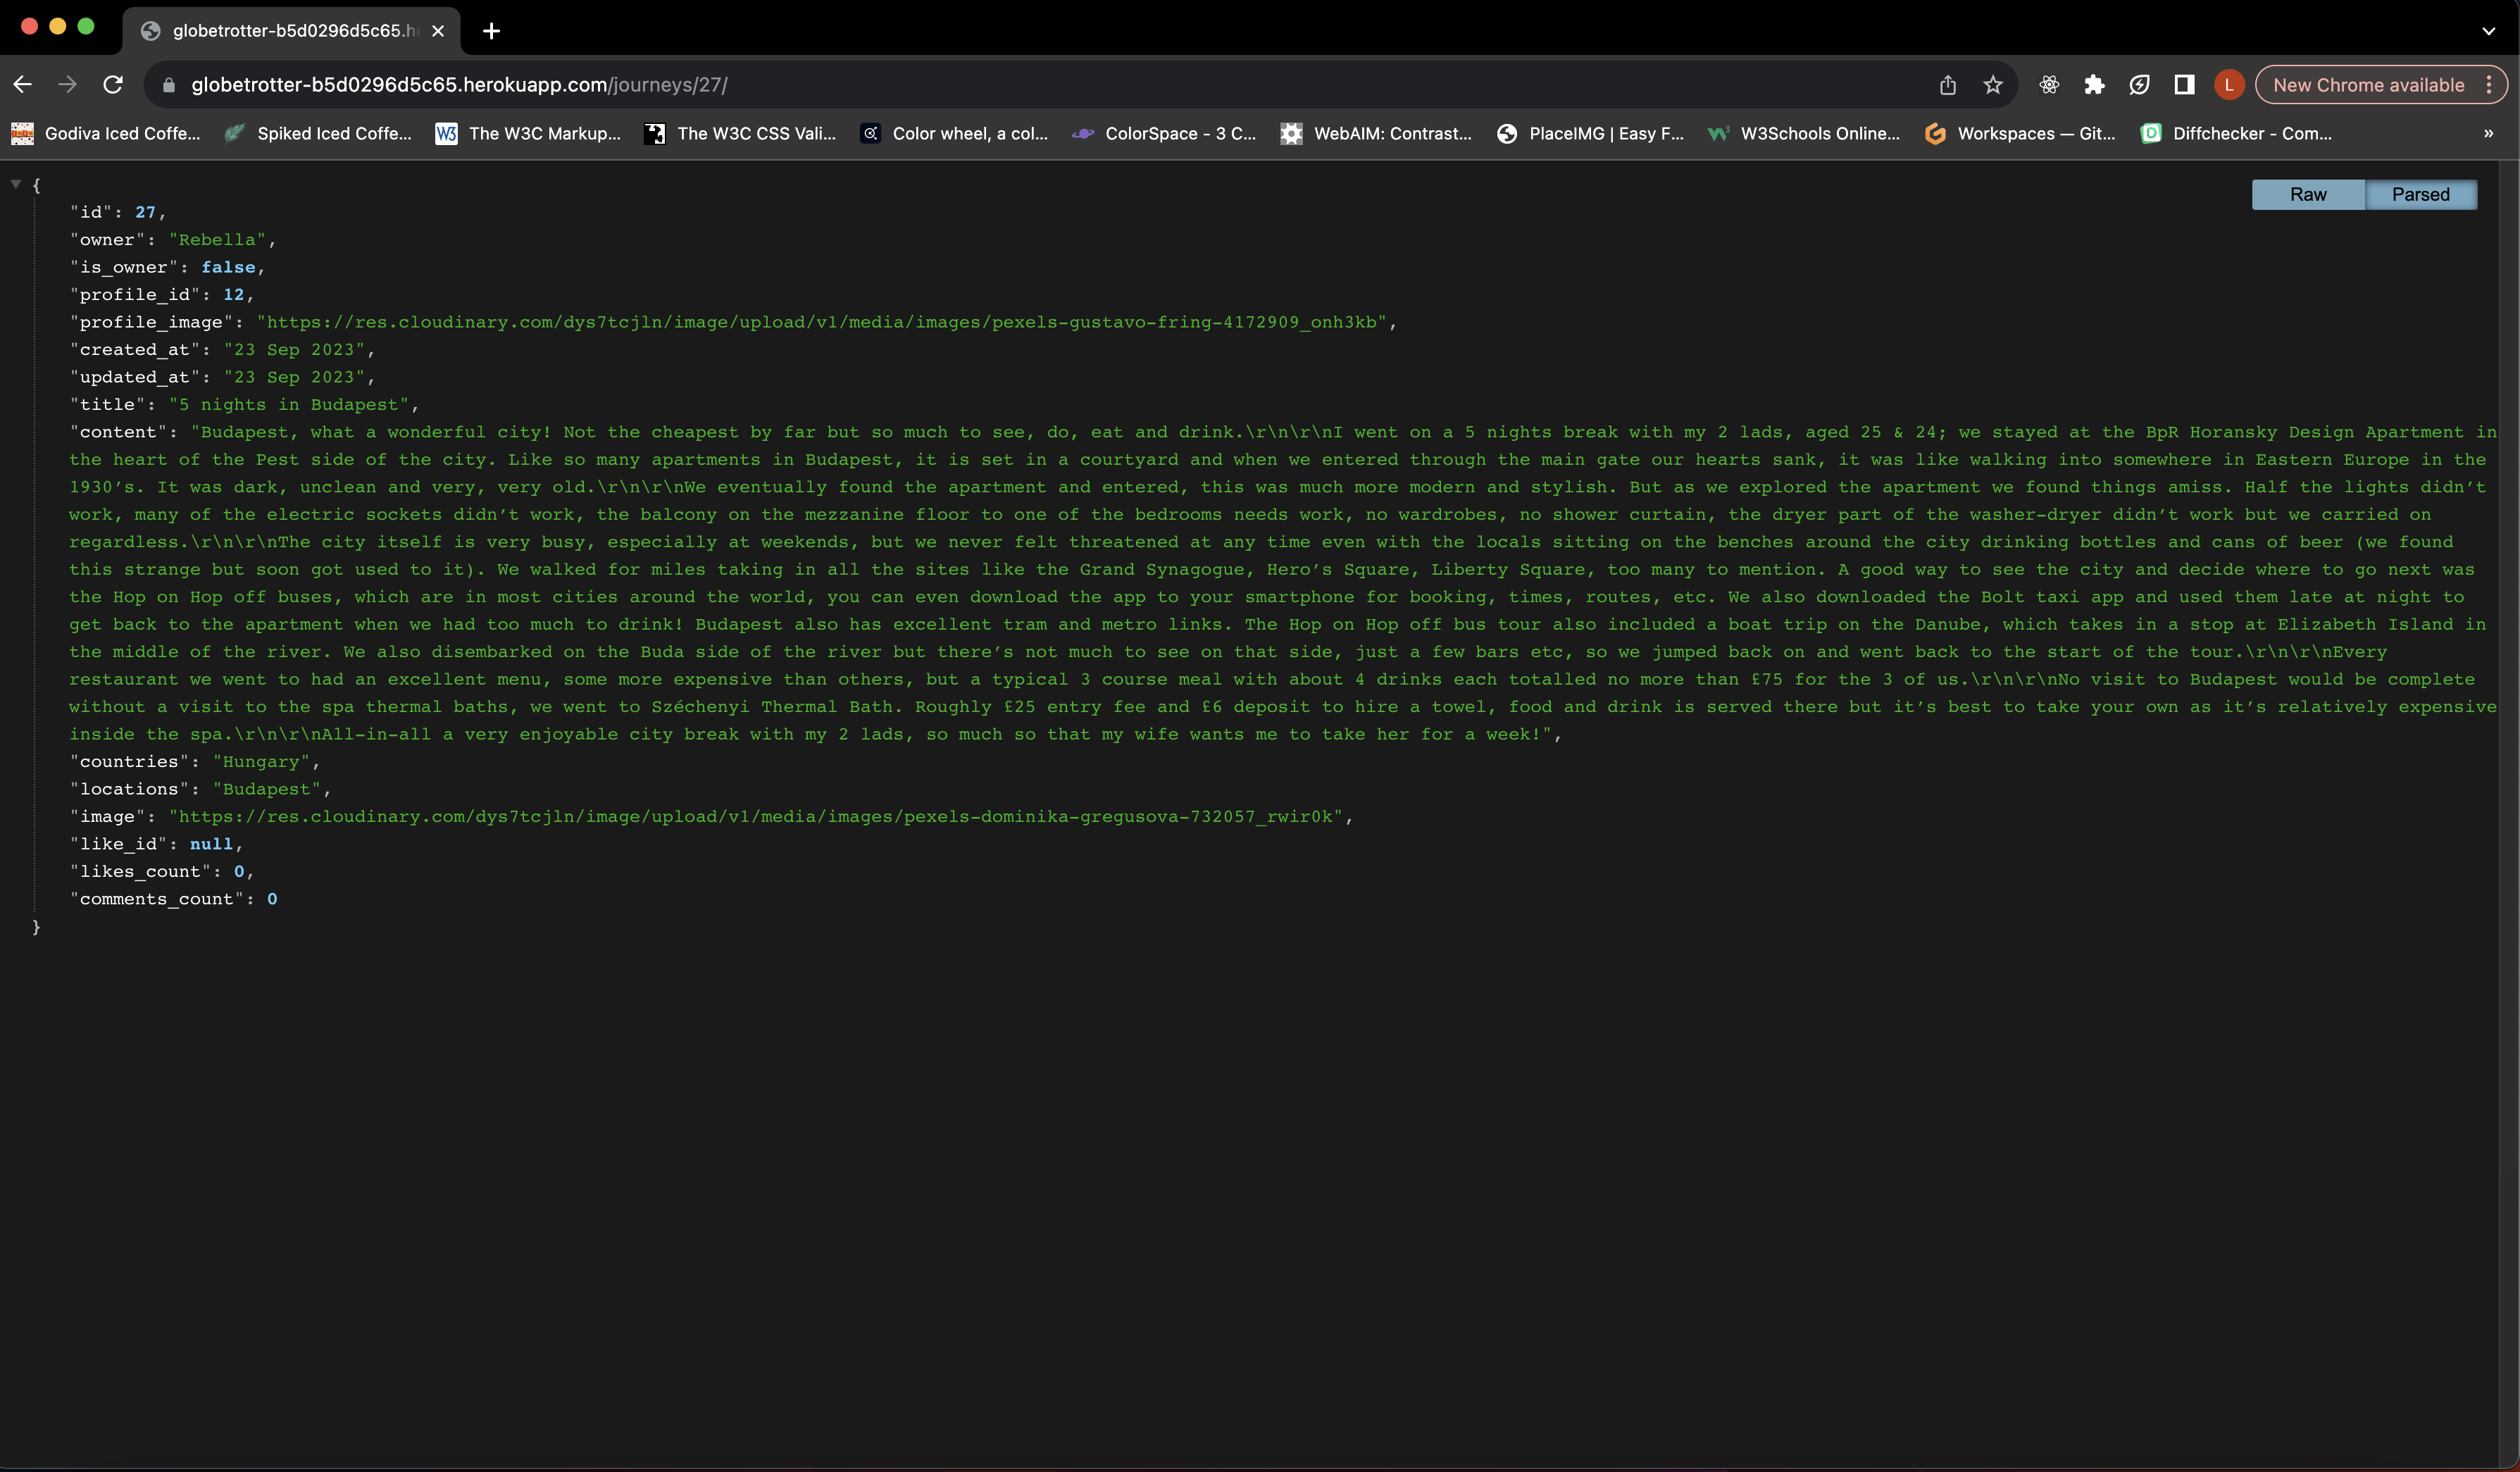 globetrotter-b5d0296d5c65.h
globetrotter-b5d0296d5c65.herokuapp.com/journeys/27/
L
New Chrome available
Godiva Iced Coffe...
Spiked Iced Coffe...
W3
The W3C Markup...
The W3C CSS Vali...
Color wheel, a col...
ColorSpace - 3 C...
WebAIM: Contrast...
PlaceIMG | Easy F...
W3Schools Online...
Workspaces — Git...
D
Diffchecker - Com...
»
Raw
Parsed
{
"id": 27,
"owner": "Rebella",
"is_owner": false,
"profile_id": 12,
"profile_image": "https://res.cloudinary.com/dys7tcjln/image/upload/v1/media/images/pexels-gustavo-fring-4172909_onh3kb",
"created_at": "23 Sep 2023",
"updated_at": "23 Sep 2023",
"title": "5 nights in Budapest",
"content": "Budapest, what a wonderful city! Not the cheapest by far but so much to see, do, eat and drink.\r\n\r\nI went on a 5 nights break with my 2 lads, aged 25 & 24; we stayed at the BpR Horansky Design Apartment in
the heart of the Pest side of the city. Like so many apartments in Budapest, it is set in a courtyard and when we entered through the main gate our hearts sank, it was like walking into somewhere in Eastern Europe in the
1930’s. It was dark, unclean and very, very old.\r\n\r\nWe eventually found the apartment and entered, this was much more modern and stylish. But as we explored the apartment we found things amiss. Half the lights didn’t
work, many of the electric sockets didn’t work, the balcony on the mezzanine floor to one of the bedrooms needs work, no wardrobes, no shower curtain, the dryer part of the washer-dryer didn’t work but we carried on
regardless.\r\n\r\nThe city itself is very busy, especially at weekends, but we never felt threatened at any time even with the locals sitting on the benches around the city drinking bottles and cans of beer (we found
this strange but soon got used to it). We walked for miles taking in all the sites like the Grand Synagogue, Hero’s Square, Liberty Square, too many to mention. A good way to see the city and decide where to go next was
the Hop on Hop off buses, which are in most cities around the world, you can even download the app to your smartphone for booking, times, routes, etc. We also downloaded the Bolt taxi app and used them late at night to
get back to the apartment when we had too much to drink! Budapest also has excellent tram and metro links. The Hop on Hop off bus tour also included a boat trip on the Danube, which takes in a stop at Elizabeth Island in
the middle of the river. We also disembarked on the Buda side of the river but there’s not much to see on that side, just a few bars etc, so we jumped back on and went back to the start of the tour.\r\n\r\nEvery
restaurant we went to had an excellent menu, some more expensive than others, but a typical 3 course meal with about 4 drinks each totalled no more than £75 for the 3 of us.\r\n\r\nNo visit to Budapest would be complete
without a visit to the spa thermal baths, we went to Széchenyi Thermal Bath. Roughly £25 entry fee and £6 deposit to hire a towel, food and drink is served there but it’s best to take your own as it’s relatively expensive
inside the spa.\r\n\r\nAll-in-all a very enjoyable city break with my 2 lads, so much so that my wife wants me to take her for a week!",
"countries": "Hungary",
"locations": "Budapest",
"image": "https://res.cloudinary.com/dys7tcjln/image/upload/v1/media/images/pexels-dominika-gregusova-732057_rwir0k",
"like_id": null,
"likes_count": 0,
"comments_count": 0
}